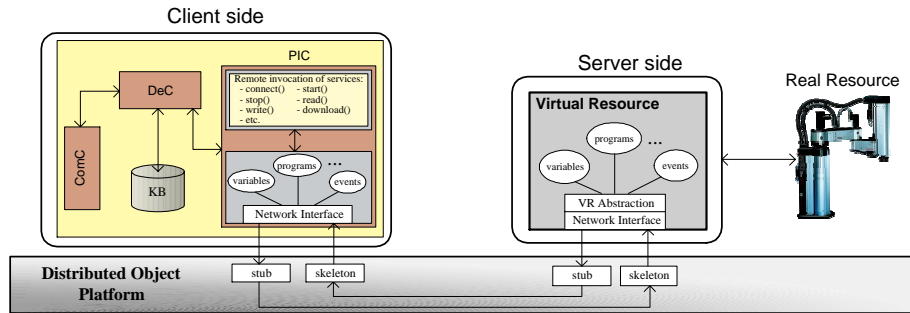 Client side
PIC
Remote invocation of services:
- connect() - start()
- stop() - read()
- write() - download()
- etc.
DeC
ComC
KB
programs
...
variables
events
Network Interface
Server side
Virtual Resource
programs
...
variables
events
VR Abstraction
Network Interface
Real Resource
Distributed Object
Platform
stub
skeleton
stub
skeleton